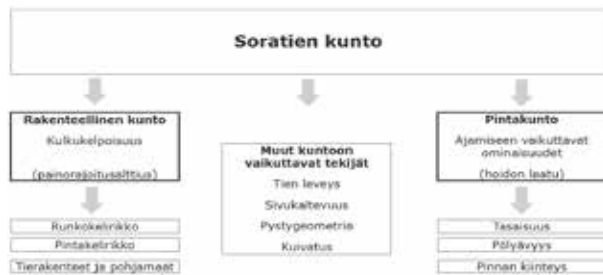 Soratien kunto
Rakenteellinen kunto
Kulkukelpoisuus
(painorajoitusalttius)
Runkokelirikko
Pintakelirikko
Tierakenteet ja pohjamaat
Muut kuntoon
vaikuttavat tekijät
Tien leveys
Sivukaltevuus
Pystygeometria
Kuivatus
Pintakunto
Ajamiseen vaikuttavat
ominaisuudet
(hoidon laatu)
Tasaisuus
Pölyävyys
Pinnan kiinteys